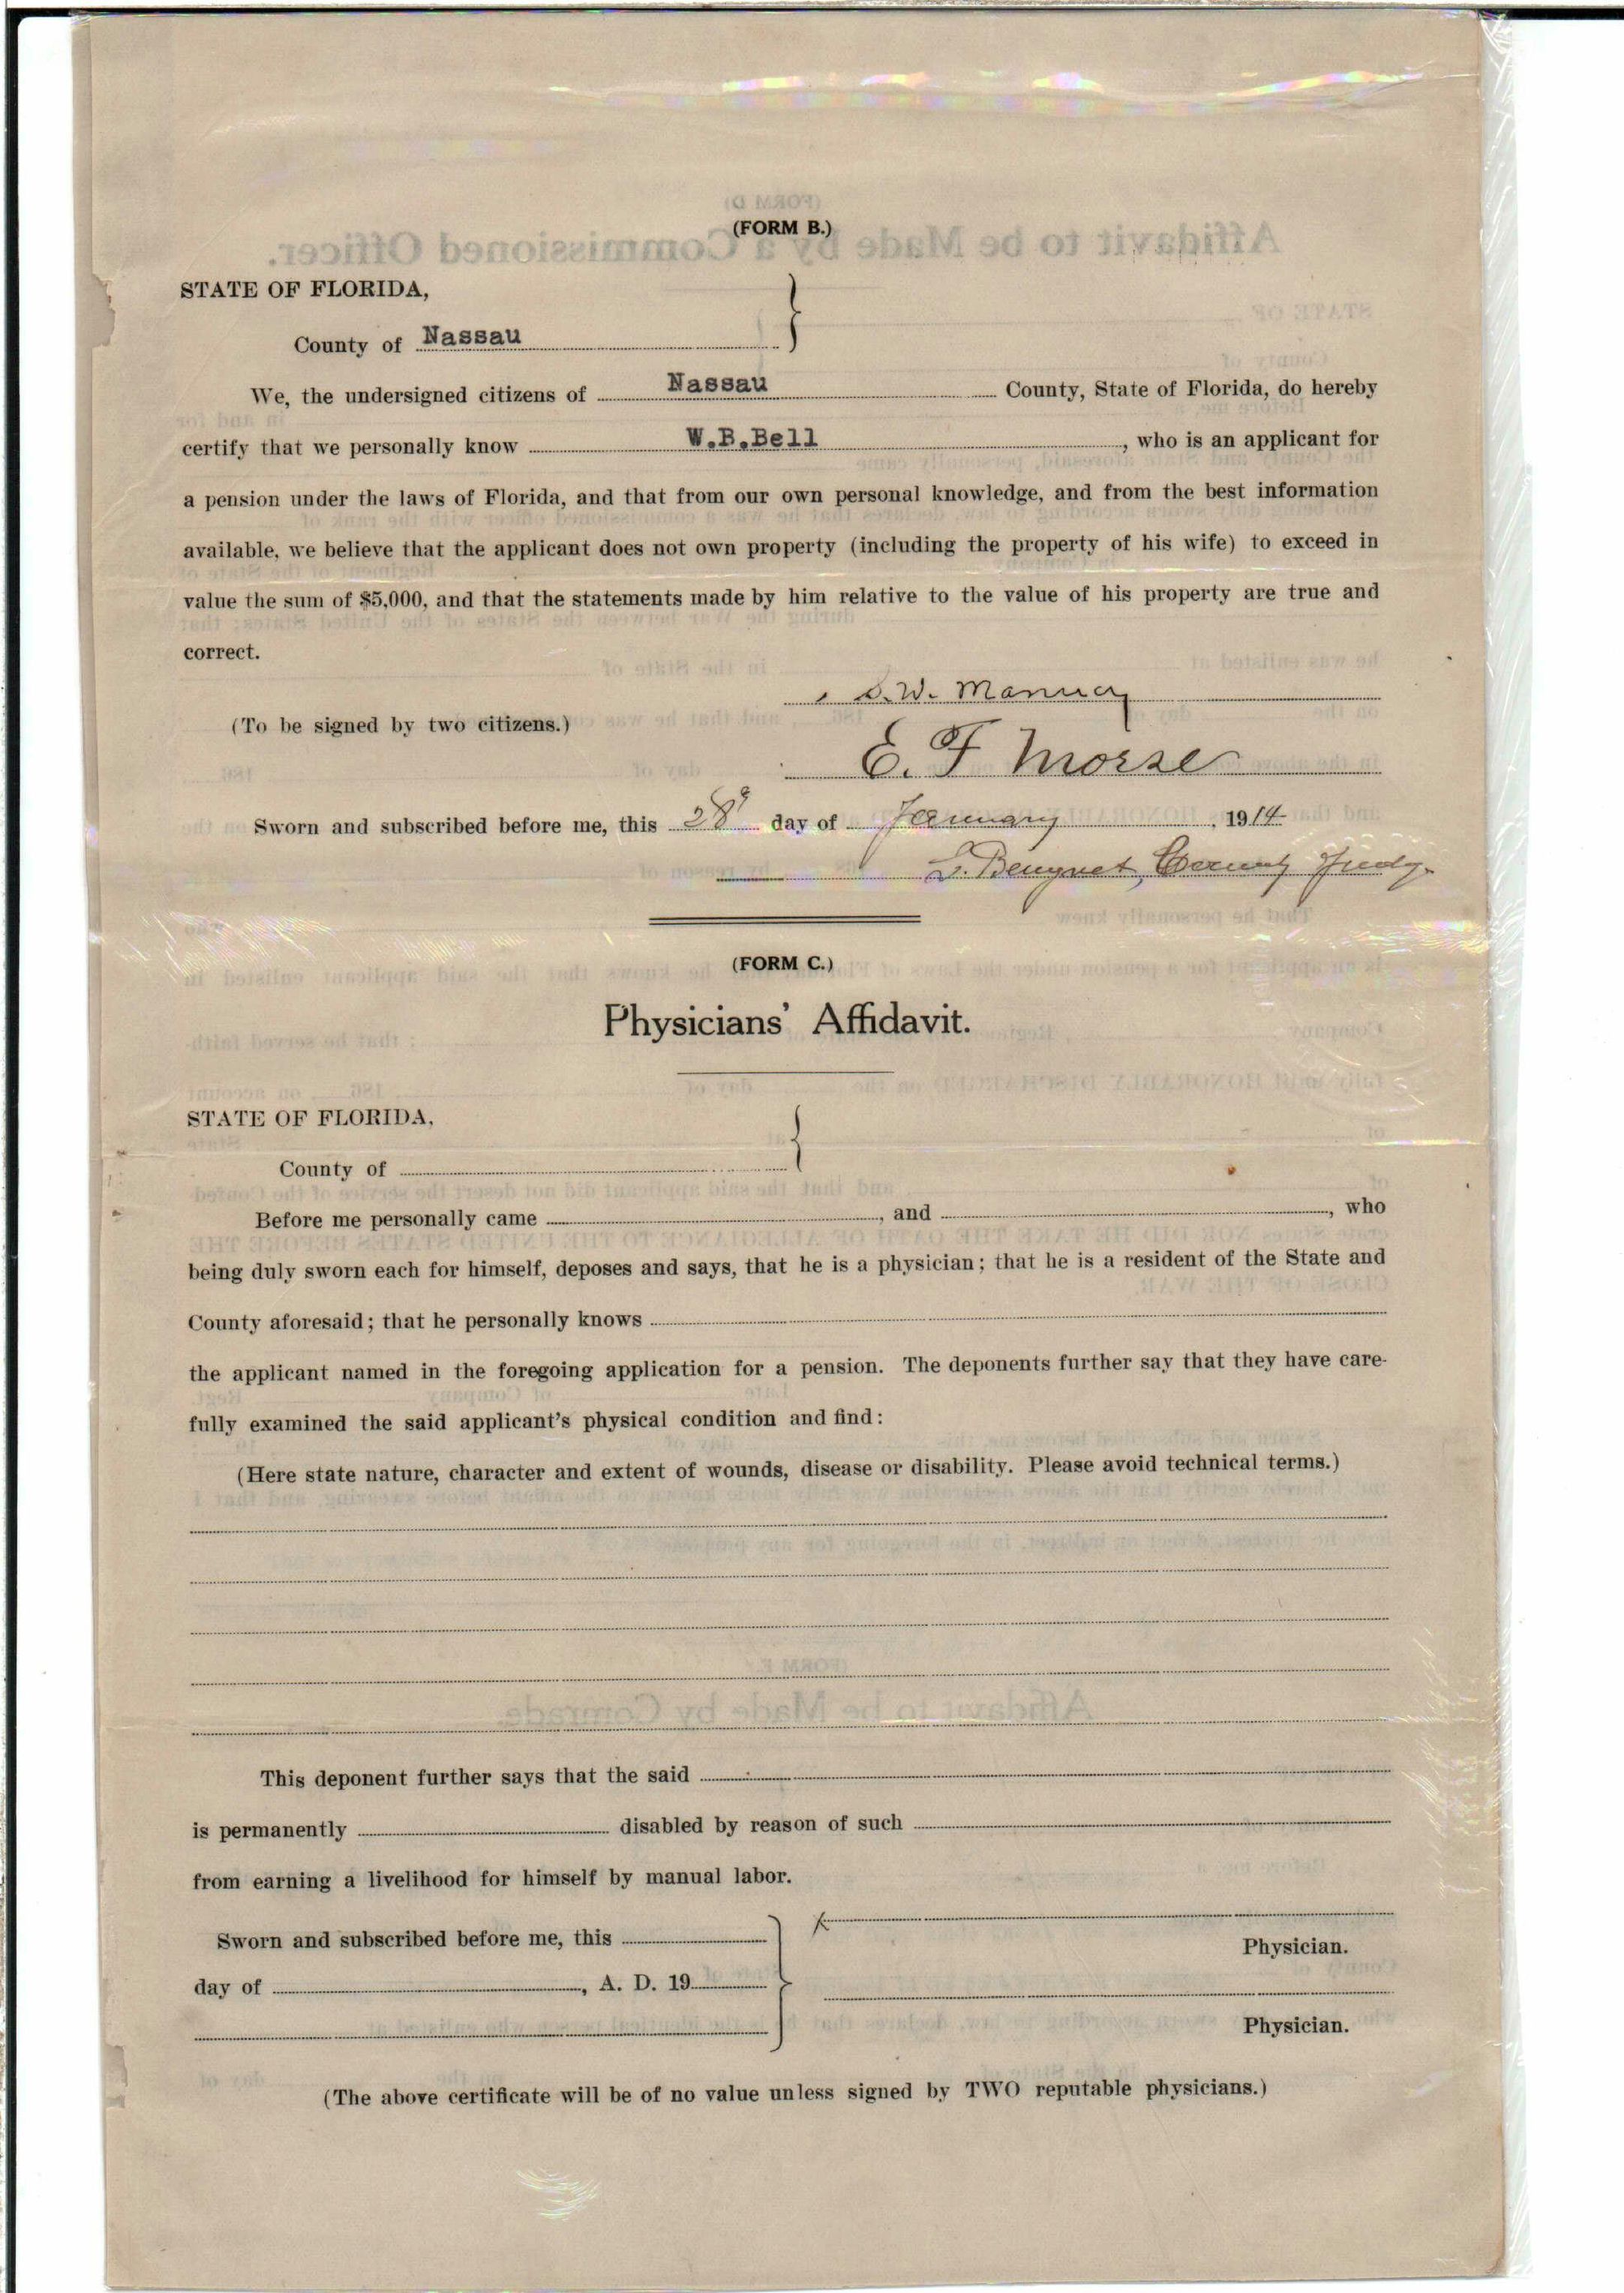 (FORM B.)
STATE OF FLORIDA,
County of Nassau
We, the undersigned citizens of Nassau County, State of Florida, do hereby
certify that we personally know W.B.Bell, who is an applicant for
a pension under the laws of Florida, and that from our own personal knowledge, and from the best information
available, we believe that the applicant does not own property (including the property of his wife) to exceed in
value the sum of $5,000, and that the statements made by him relative to the value of his property are true and
correct.
W. Manucy
(To be signed by two citizens.)
E. F Morse
Sworn and subscribed before me, this 28 day of January, 1914
County Judge
(FORM C.)
Physicians' Affidavit.
STATE OF FLORIDA,
County of
Before me personally came , and , who
being duly sworn each for himself, deposes and says, that he is a physician; that he is a resident of the State and
County aforesaid; that he personally knows
the applicant named in the foregoing application for a pension. The deponents further say that they have care-
fully examined the said applicant's physical condition and find:
(Here state nature, character and extent of wounds, disease or disability. Please avoid technical terms.)
This deponent further says that the said
is permanently disabled by reason of such
from earning a livelihood for himself by manual labor.
Sworn and subscribed before me, this
Physician.
day of , A. D. 19
Physician.
(The above certificate will be of no value unless signed by TWO reputable physicians.)